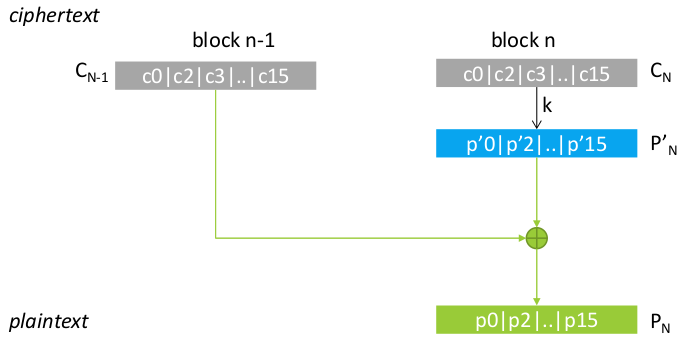 ciphertext
block n-1
block n
C_{N-1}
c0|c2|c3|..|c15
c0|c2|c3|..|c15
C_N
k
p’0|p’2|..|p’15
P’_N
plaintext
p0|p2|..|p15
P_N